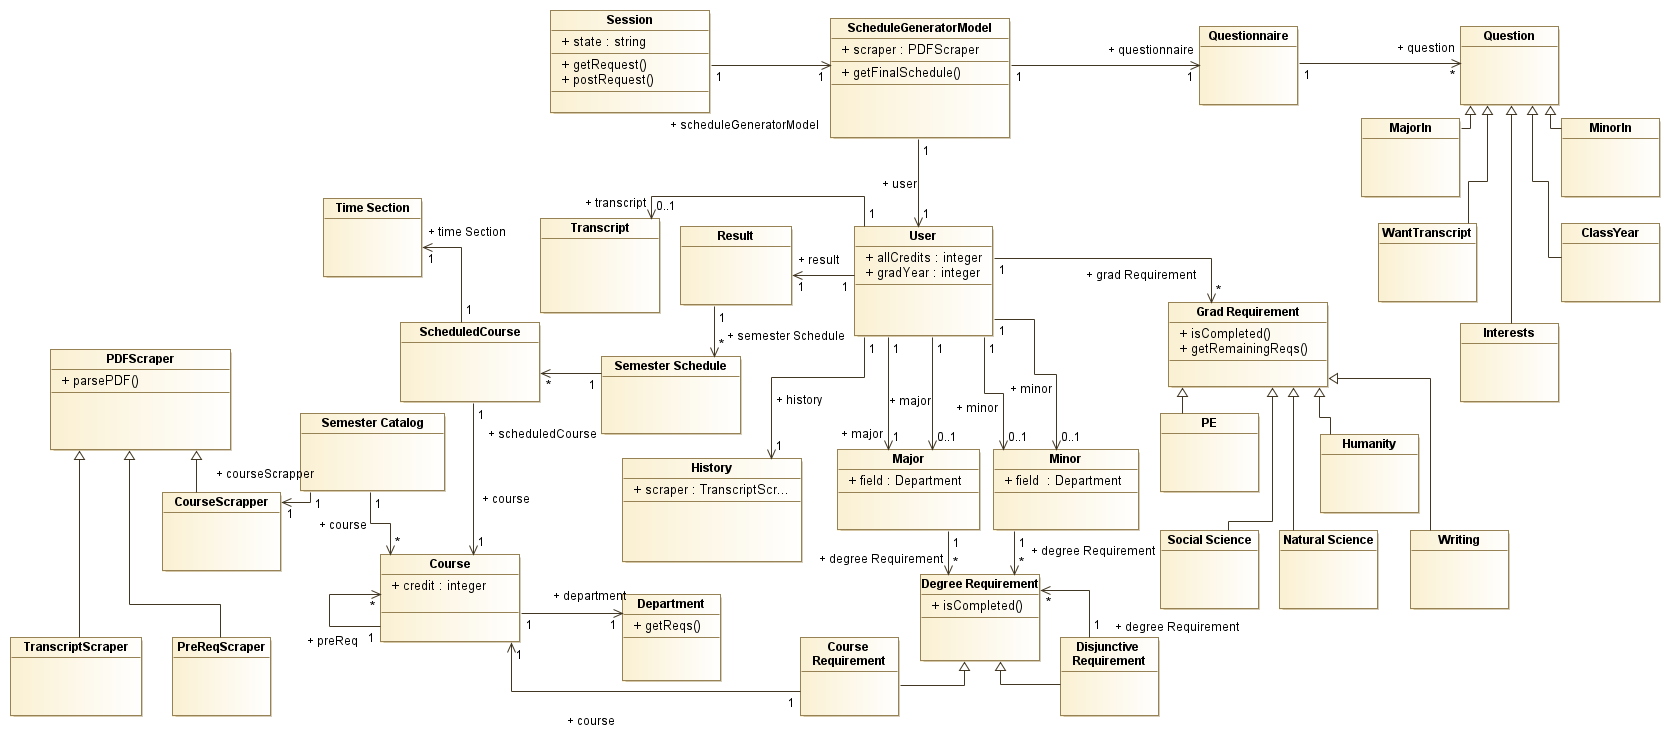 Session
+ state : string
+ getRequest()
+ postRequest()
ScheduleGeneratorModel
+ scraper : PDFScraper
+ getFinalSchedule()
Questionnaire
Question
1
1
+ scheduleGeneratorModel
1
+ questionnaire
1
1
+ question
*
MajorIn
MinorIn
WantTranscript
ClassYear
Interests
1
+ user
1
Time Section
+ time Section
1
1
+ transcript
0..1
1
Transcript
Result
+ result
1
1
User
+ allCredits : integer
+ gradYear : integer
1
+ grad Requirement
*
Grad Requirement
+ isCompleted()
+ getRemainingReqs()
ScheduledCourse
1
+ semester Schedule
*
Semester Schedule
*
1
+ scheduledCourse
PDFScraper
+ parsePDF()
Semester Catalog
+ courseScrapper
1
1
CourseScrapper
1
+ course
*
1
+ course
1
1
+ history
1
History
+ scraper : TranscriptScr...
1
+ major
1
1
+ major
0..1
1
+ minor
0..1
1
+ minor
0..1
Major
+ field : Department
Minor
+ field : Department
PE
Humanity
Social Science
Natural Science
Writing
Course
+ credit : integer
*
1
+ preReq
1
+ department
1
Department
+ getReqs()
1
+ degree Requirement
*
1
+ degree Requirement
*
Degree Requirement
+ isCompleted()
*
1
+ degree Requirement
TranscriptScraper
PreReqScraper
Course
Requirement
Disjunctive
Requirement
1
1
+ course